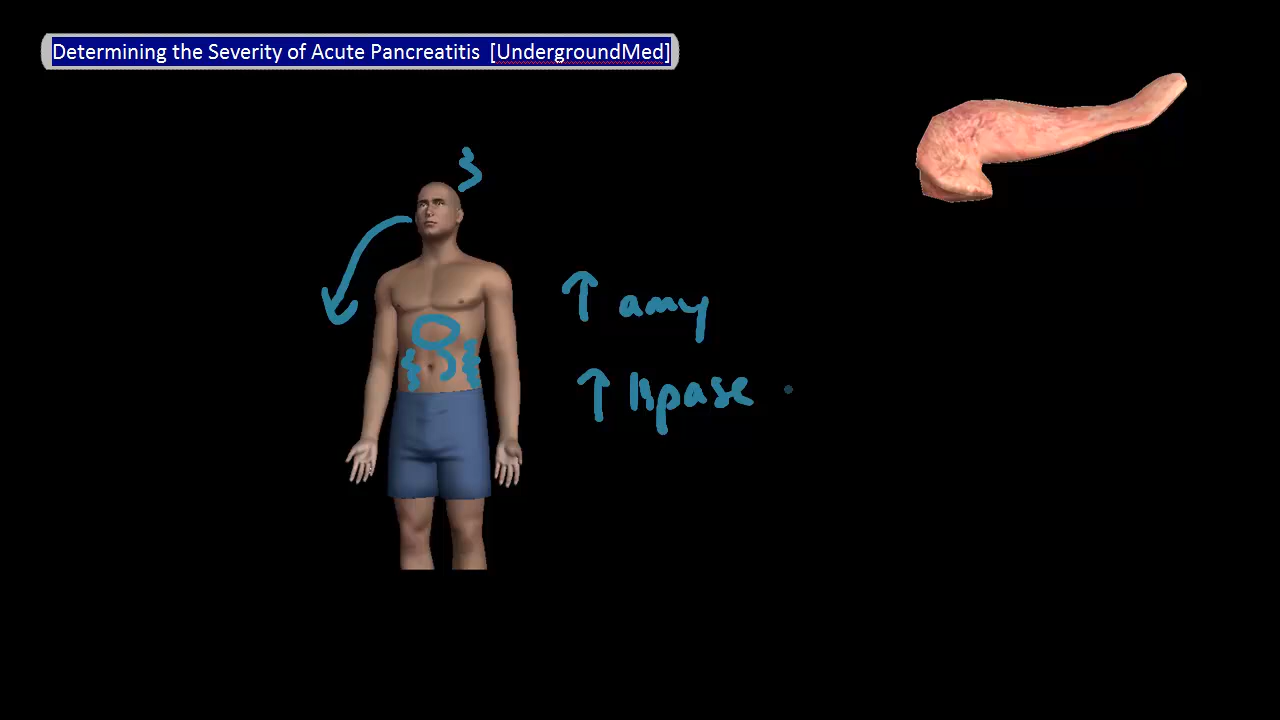 Determining the Severity of Acute Pancreatitis [UndergroundMed]
↑ amy
↑ lipase